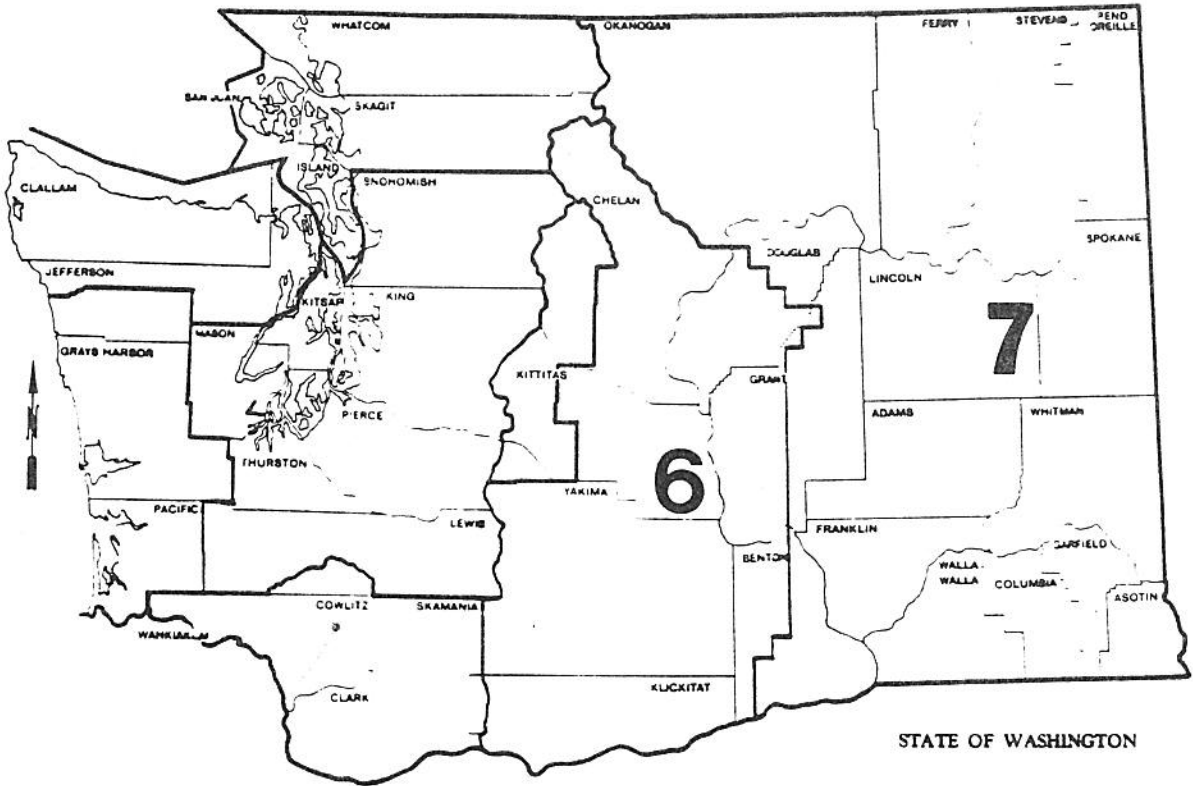 WHATCOM
OKANOGAN
FERRY
STEVENS
PEND
OREILLE
SAN JUAN
SKAGIT
ISLAND
SNOHOMISH
CLALLAM
CHELAN
SPOKANE
DOUGLAB
JEFFERSON
LINCOLN
KITSAP
KING
7
MASON
GRAYS HARBOR
KITTITAS
GRANT
PIERCE
ADAMS
WHITMAN
N
THURSTON
6
YAKIMA
PACIFIC
LEWIS
FRANKLIN
BENTON
GARFIELD
WALLA
WALLA
COLUMBIA
ASOTIN
COWLITZ
SKAMANIA
WAHKIAKUM
CLARK
KLICKITAT
STATE OF WASHINGTON